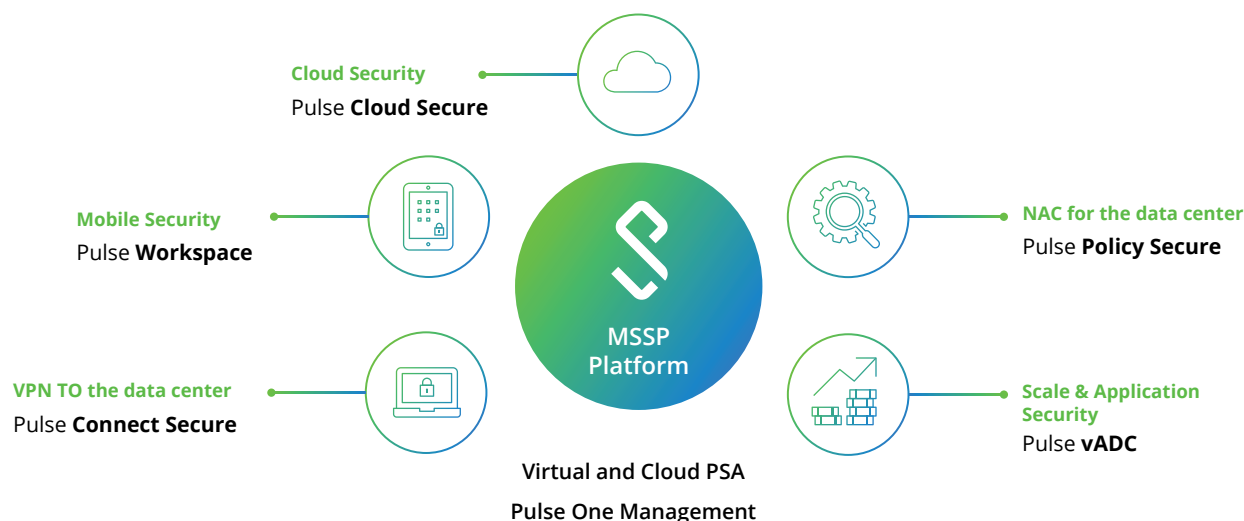 Cloud Security
Pulse Cloud Secure
Mobile Security
Pulse Workspace
VPN TO the data center
Pulse Connect Secure
MSSP
Platform
Virtual and Cloud PSA
Pulse One Management
NAC for the data center
Pulse Policy Secure
Scale & Application
Security
Pulse vADC